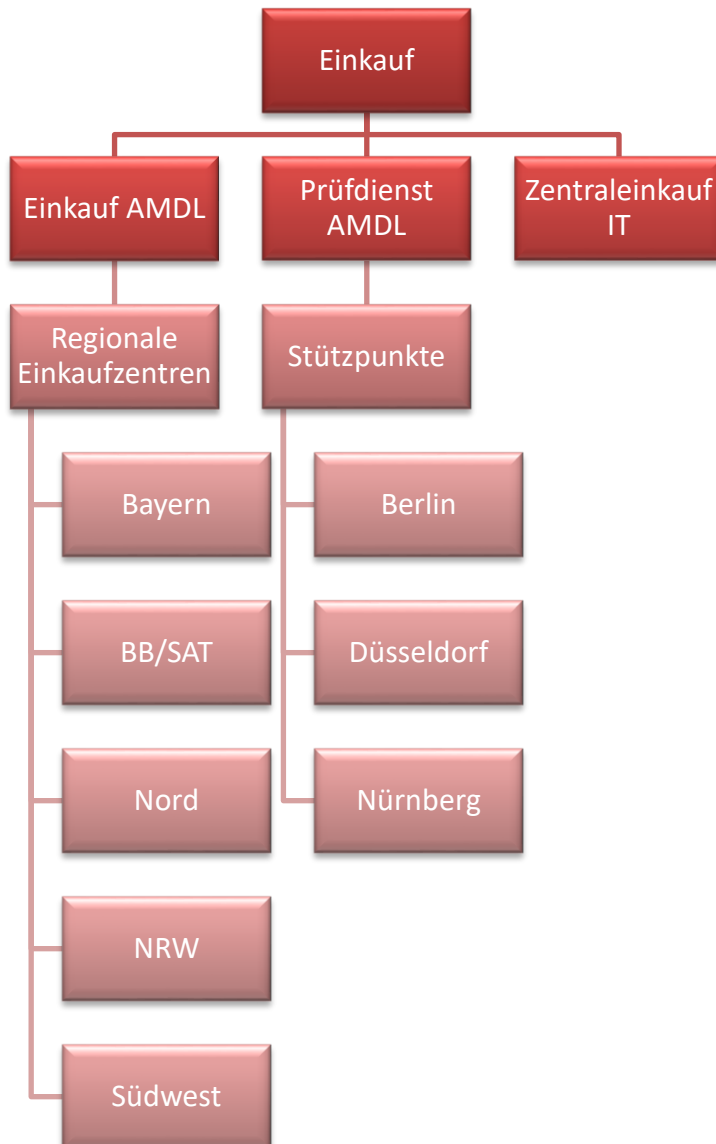 Einkauf
Einkauf AMDL
Prüfdienst
AMDL
Zentraleinkauf
IT
Regionale
Einkaufzentren
Stützpunkte
Bayern
Berlin
BB/SAT
Düsseldorf
Nord
Nürnberg
NRW
Südwest